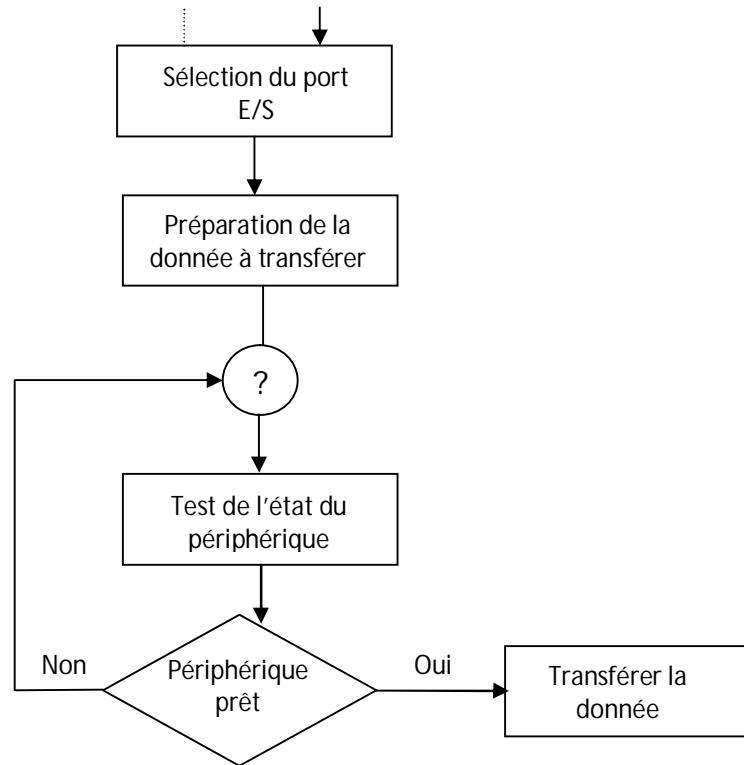 Sélection du port
E/S
Préparation de la
donnée à transférer
?
Test de l'état du
périphérique
Non
Périphérique
prêt
Oui
Transférer la
donnée